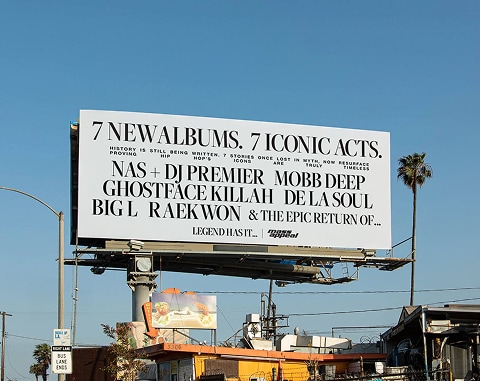 7 NEW ALBUMS. 7 ICONIC ACTS.
HISTORY IS STILL BEING WRITTEN. 7 STORIES ONCE LOST IN MYTH, NOW RESURFACE
PROVING HIP HOP'S ICONS ARE TRULY TIMELESS
NAS + DJ PREMIER MOBB DEEP
GHOSTFACE KILLAH DE LA SOUL
BIG L RAEKWON & THE EPIC RETURN OF...
LEGEND HAS IT... | mass appeal
RIGHT LANE
BUS
LANE
ENDS